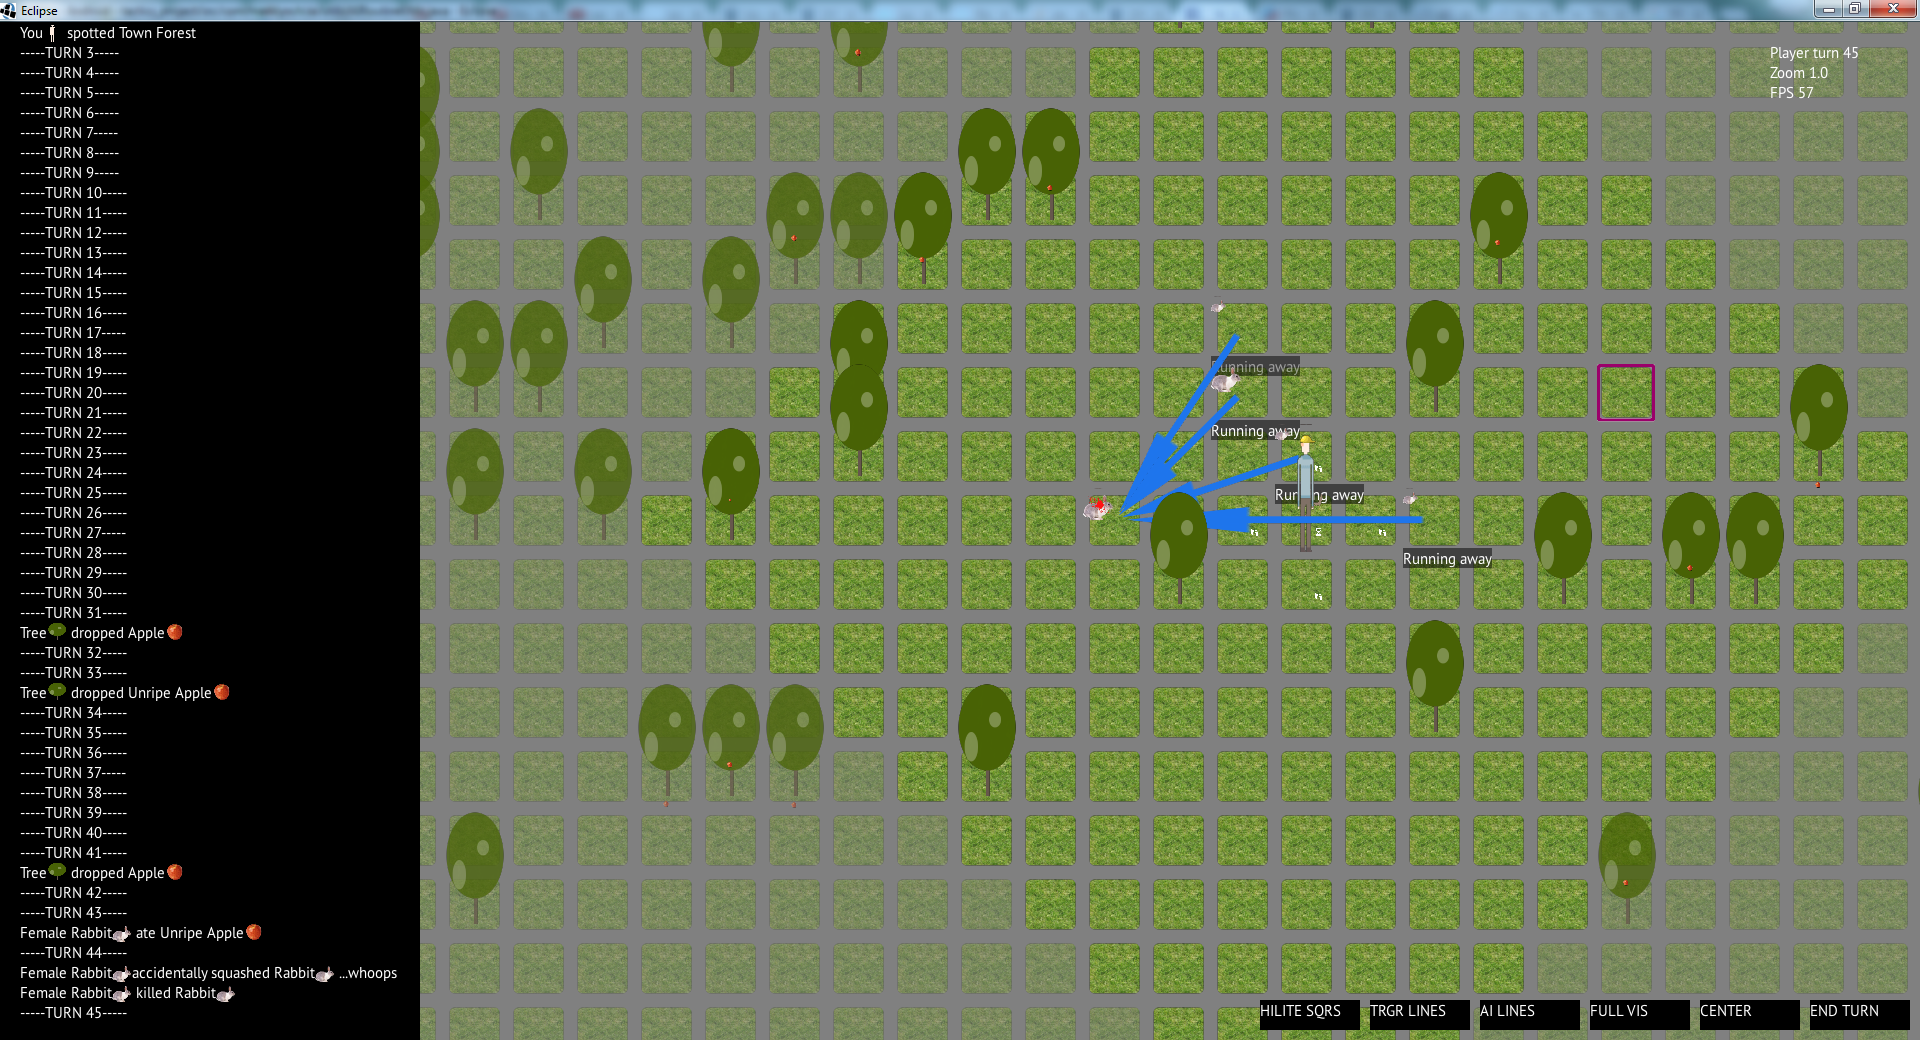 Eclipse
You spotted Town Forest
-----TURN 3-----
-----TURN 4-----
-----TURN 5-----
-----TURN 6-----
-----TURN 7-----
-----TURN 8-----
-----TURN 9-----
-----TURN 10-----
-----TURN 11-----
-----TURN 12-----
-----TURN 13-----
-----TURN 14-----
-----TURN 15-----
-----TURN 16-----
-----TURN 17-----
-----TURN 18-----
-----TURN 19-----
-----TURN 20-----
-----TURN 21-----
-----TURN 22-----
-----TURN 23-----
-----TURN 24-----
-----TURN 25-----
-----TURN 26-----
-----TURN 27-----
-----TURN 28-----
-----TURN 29-----
-----TURN 30-----
-----TURN 31-----
Tree dropped Apple
-----TURN 32-----
-----TURN 33-----
Tree dropped Unripe Apple
-----TURN 34-----
-----TURN 35-----
-----TURN 36-----
-----TURN 37-----
-----TURN 38-----
-----TURN 39-----
-----TURN 40-----
-----TURN 41-----
Tree dropped Apple
-----TURN 42-----
-----TURN 43-----
Female Rabbit ate Unripe Apple
-----TURN 44-----
Female Rabbit accidentally squashed Rabbit ...whoops
Female Rabbit killed Rabbit
-----TURN 45-----
Player turn 45
Zoom 1.0
FPS 57
Running away
Running away
Running away
Running away
HILITE SQRS
TRGR LINES
AI LINES
FULL VIS
CENTER
END TURN